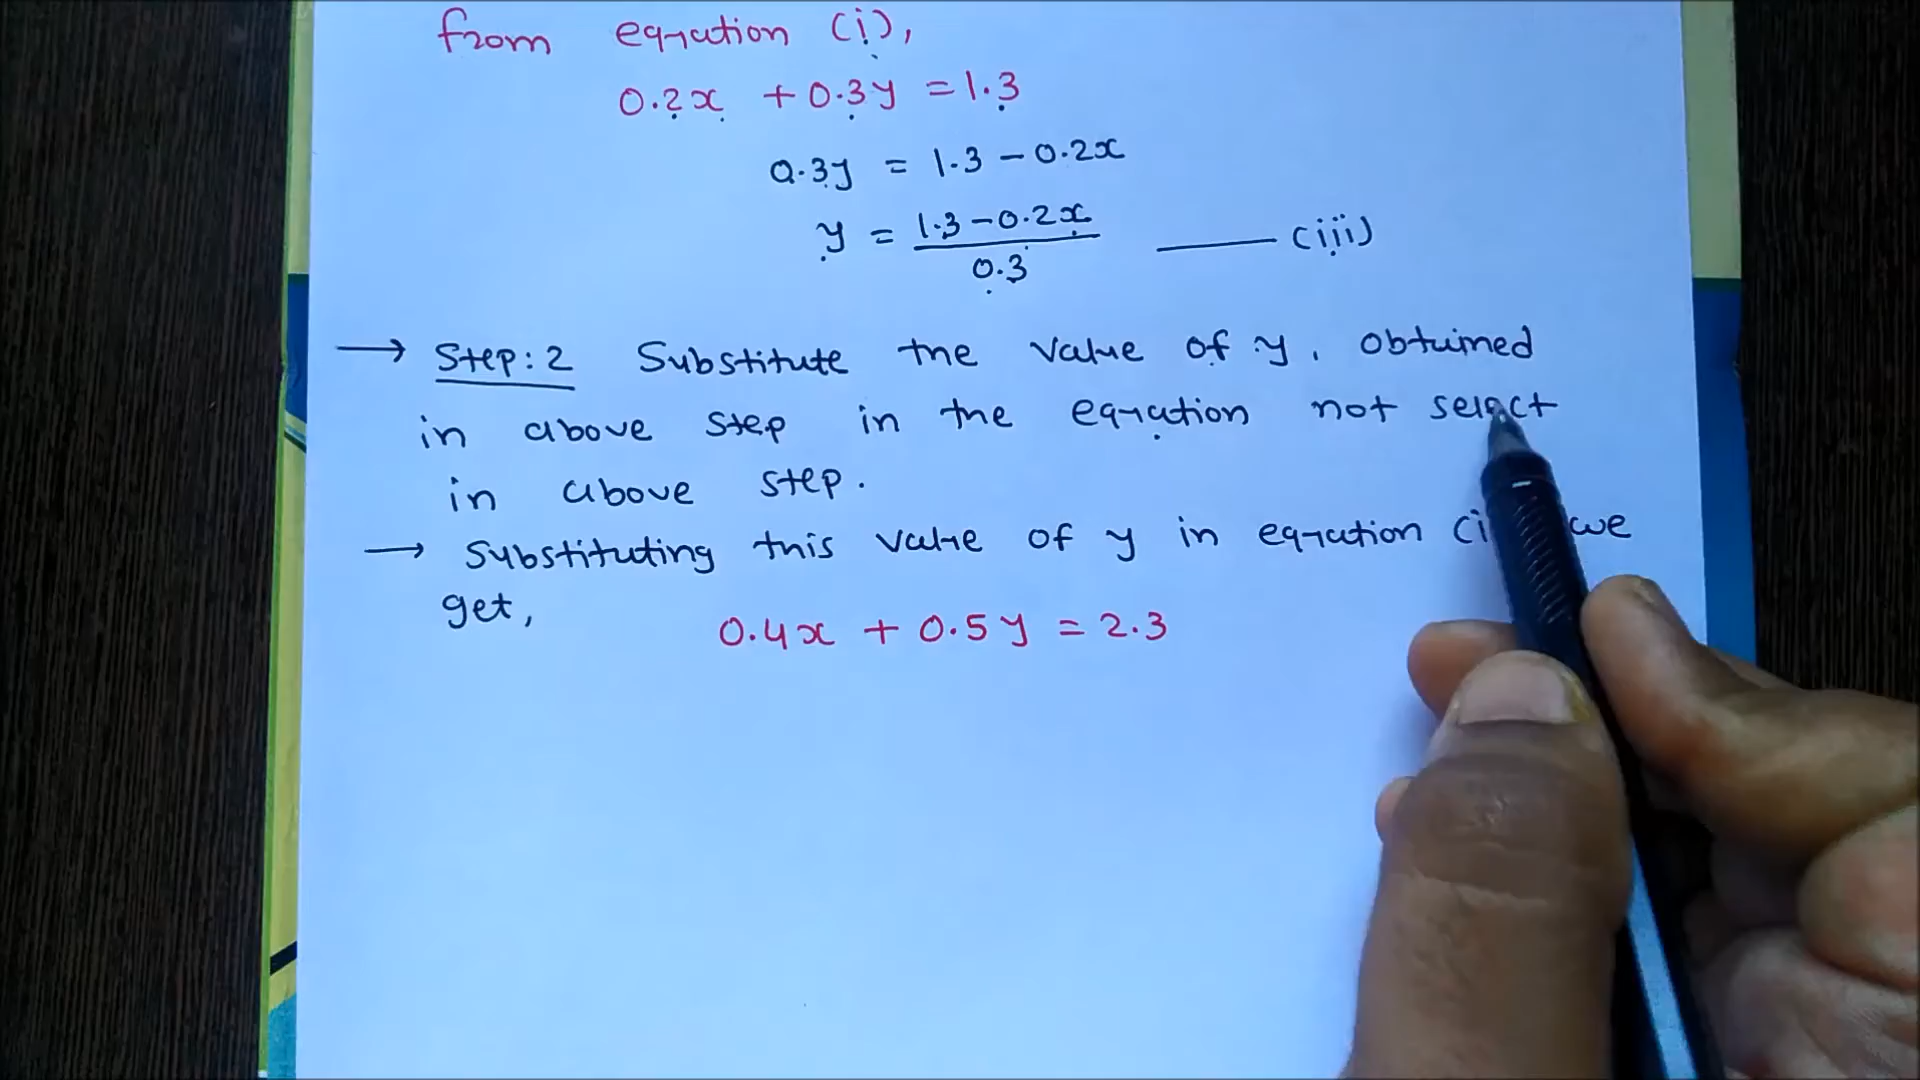 from equation (i),
0.2x + 0.3y = 1.3
0.3y = 1.3 - 0.2x
y = 1.3 - 0.2x / 0.3 ——— (iii)
→ Step: 2 Substitute the value of y, obtained
in above step in the equation not select
in above step.
→ Substituting this value of y in equation we
get,
0.4x + 0.5y = 2.3